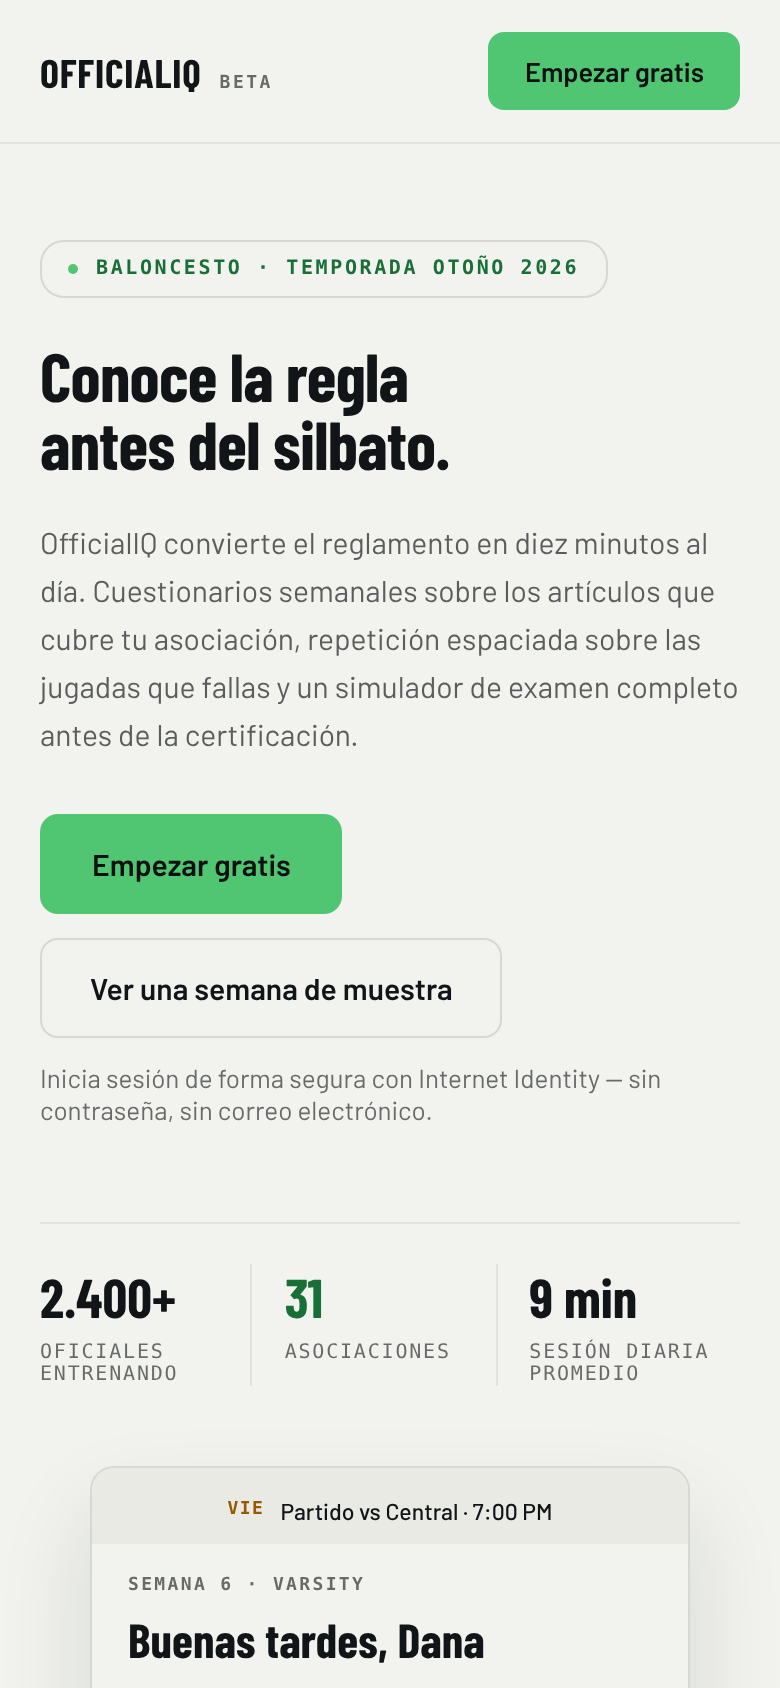 OFFICIALIQ BETA
Empezar gratis
BALONCESTO · TEMPORADA OTOÑO 2026
Conoce la regla
antes del silbato.
OfficialIQ convierte el reglamento en diez minutos al
día. Cuestionarios semanales sobre los artículos que
cubre tu asociación, repetición espaciada sobre las
jugadas que fallas y un simulador de examen completo
antes de la certificación.
Empezar gratis
Ver una semana de muestra
Inicia sesión de forma segura con Internet Identity — sin
contraseña, sin correo electrónico.
2.400+
OFICIALES
ENTRENANDO
31
ASOCIACIONES
9 min
SESIÓN DIARIA
PROMEDIO
VIE Partido vs Central · 7:00 PM
SEMANA 6 · VARSITY
Buenas tardes, Dana